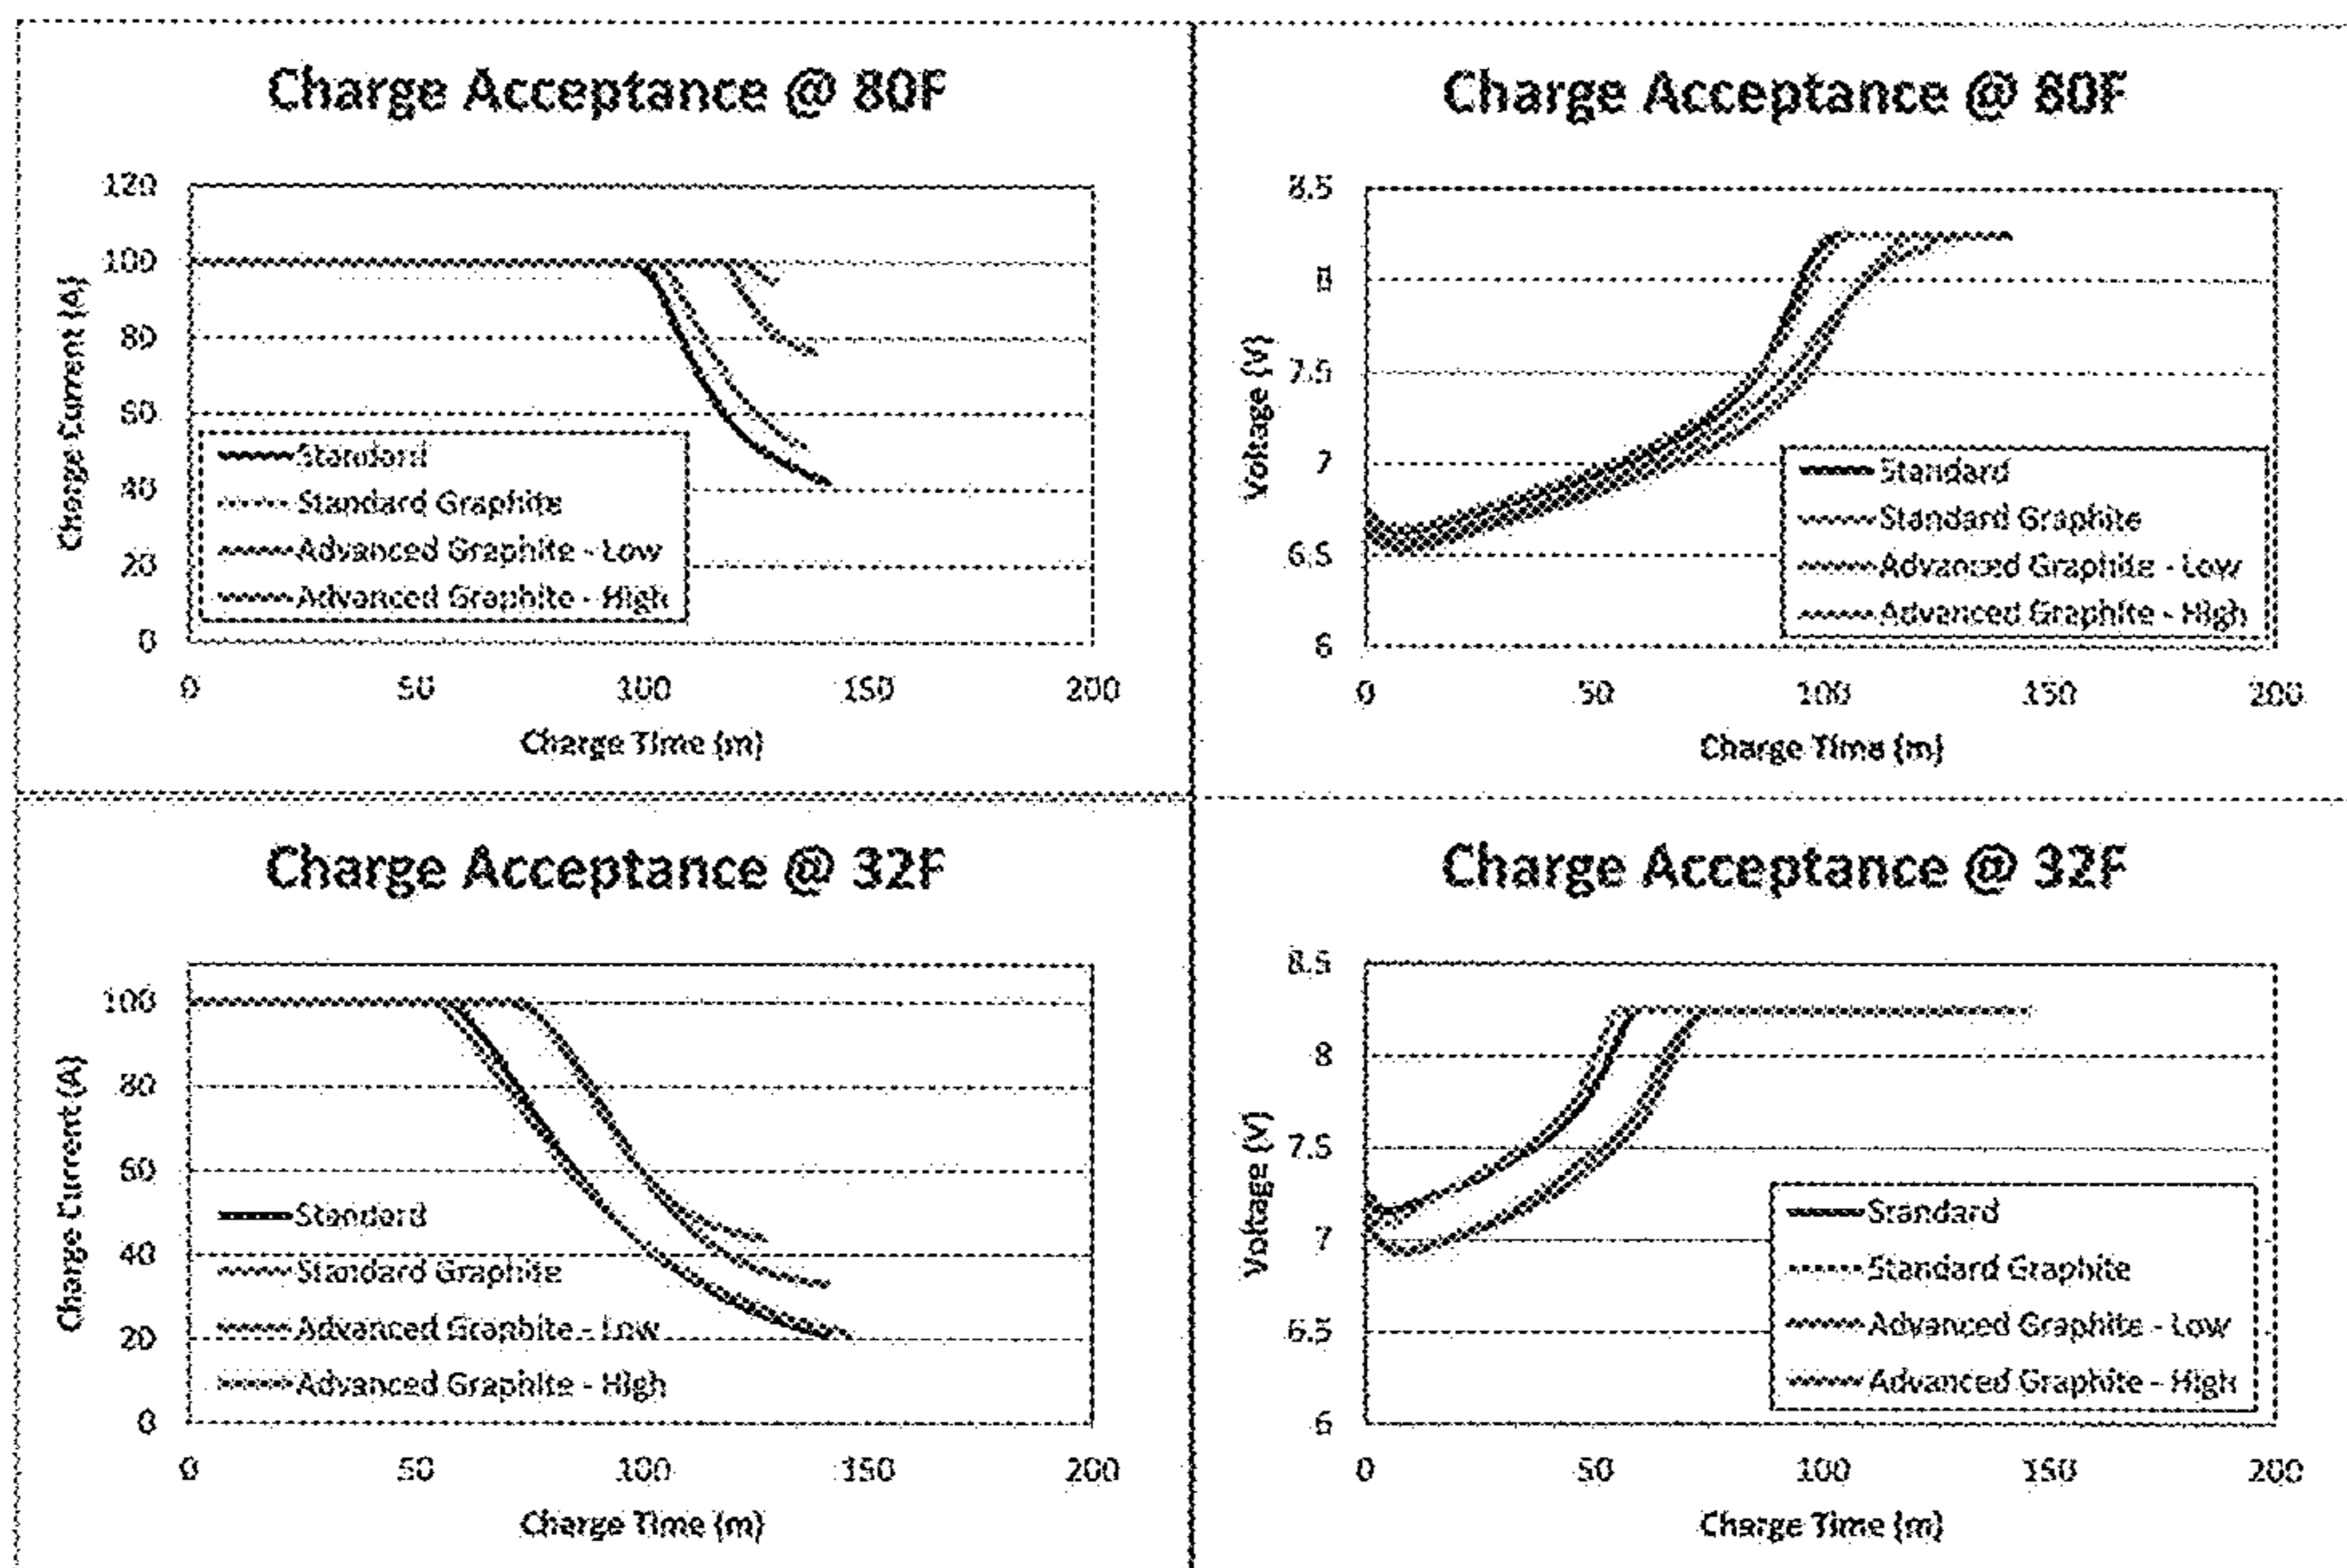 Charge Acceptance @ 80F
120
100
80
60
40
20
0
Charge Current (A)
Standard
Standard Graphite
Advanced Graphite - Low
Advanced Graphite - High
0 50 100 150 200
Charge Time (m)
Charge Acceptance @ 80F
8.5
8
7.5
7
6.5
6
Voltage (V)
Standard
Standard Graphite
Advanced Graphite - Low
Advanced Graphite - High
0 50 100 150 200
Charge Time (m)
Charge Acceptance @ 32F
100
80
60
40
20
0
Charge Current (A)
Standard
Standard Graphite
Advanced Graphite - Low
Advanced Graphite - High
0 50 100 150 200
Charge Time (m)
Charge Acceptance @ 32F
8.5
8
7.5
7
6.5
6
Voltage (V)
Standard
Standard Graphite
Advanced Graphite - Low
Advanced Graphite - High
0 50 100 150 200
Charge Time (m)